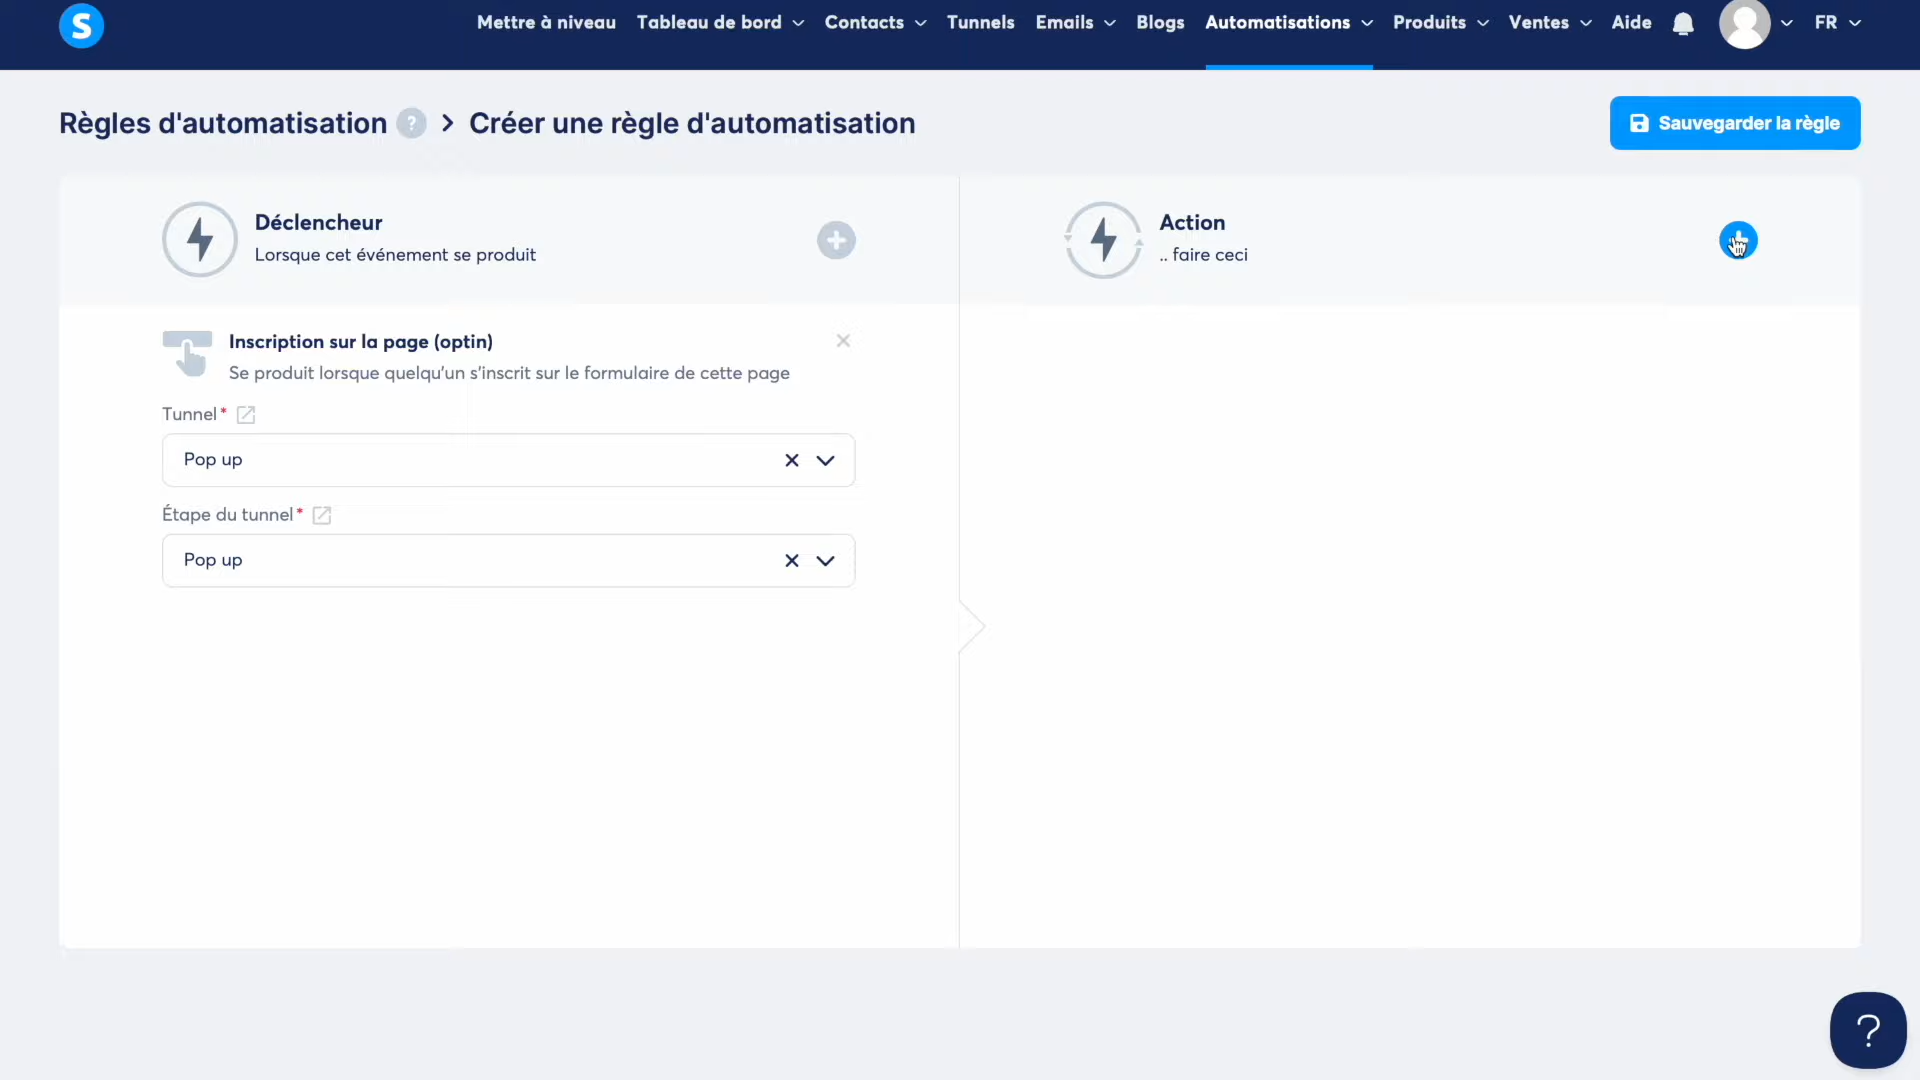 S
Mettre à niveau
Tableau de bord
Contacts
Tunnels
Emails
Blogs
Automatisations
Produits
Ventes
Aide
FR
Règles d'automatisation ? > Créer une règle d'automatisation
Sauvegarder la règle
Déclencheur
Lorsque cet événement se produit
Action
.. faire ceci
Inscription sur la page (optin)
Se produit lorsque quelqu'un s'inscrit sur le formulaire de cette page
Tunnel*
Pop up
Étape du tunnel*
Pop up
?